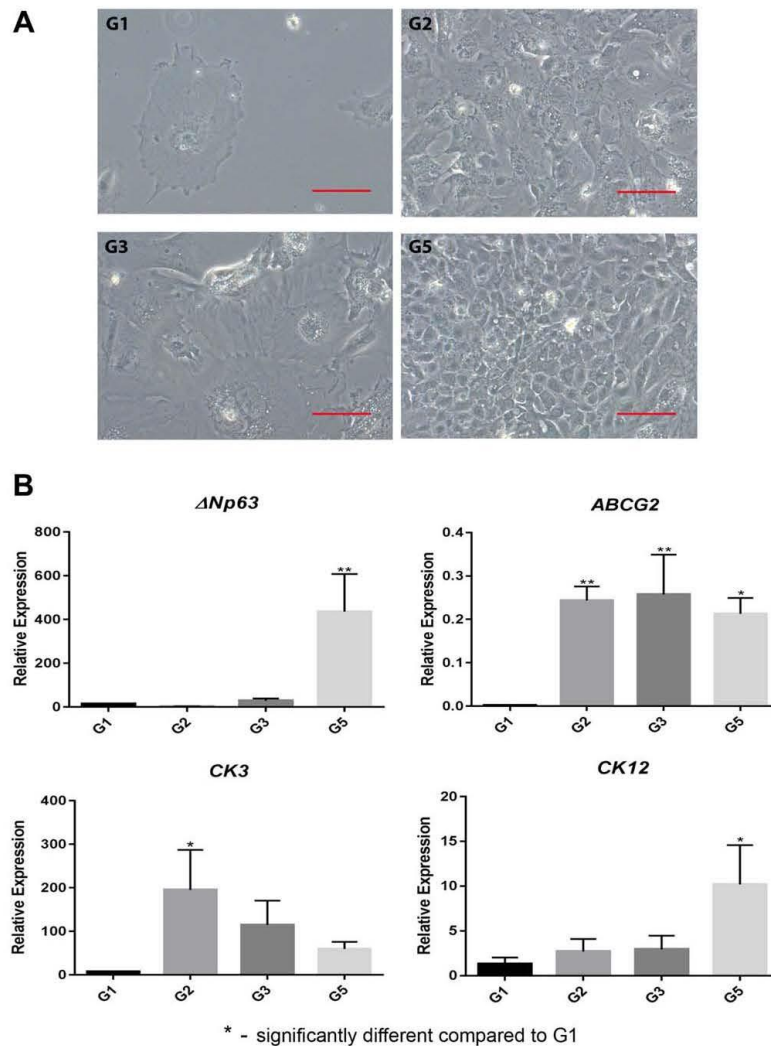 A
G1
G2
G3
G5
B
ΔNp63
Relative Expression
800
600
400
200
0
**
G1
G2
G3
G5
ABCG2
Relative Expression
0.4
0.3
0.2
0.1
0.0
**
**
*
G1
G2
G3
G5
CK3
Relative Expression
400
300
200
100
0
*
G1
G2
G3
G5
CK12
Relative Expression
20
15
10
5
0
*
G1
G2
G3
G5
* - significantly different compared to G1